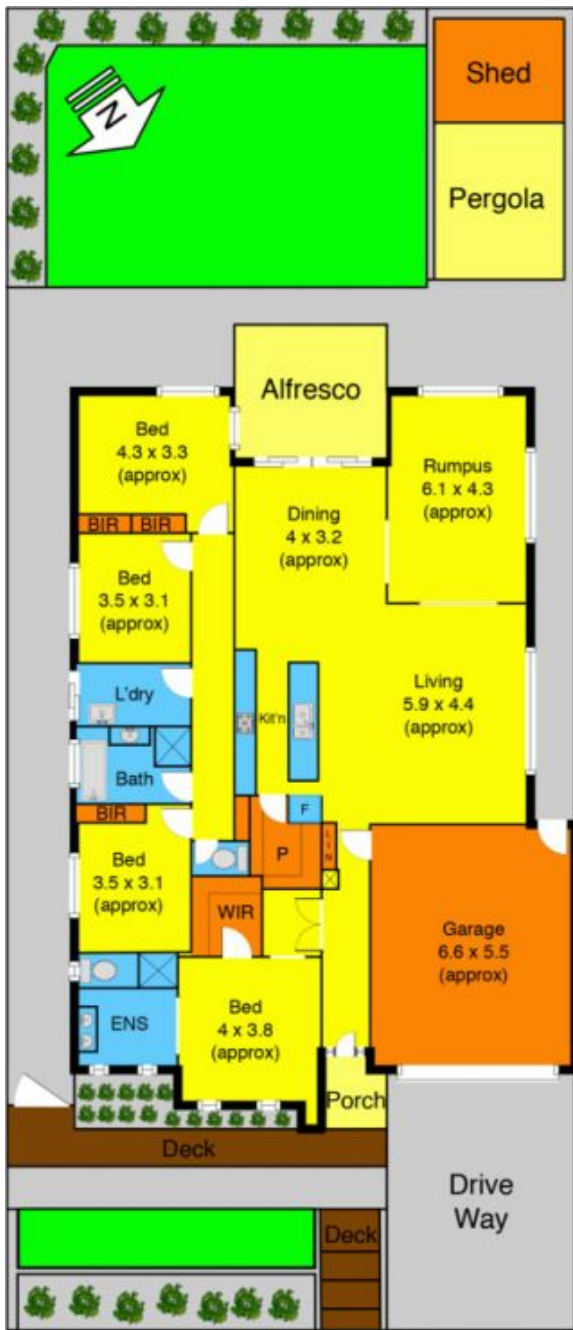 Shed
N
Pergola
Alfresco
Bed
4.3 x 3.3
(approx)
Rumpus
6.1 x 4.3
(approx)
BIR BIR
Dining
4 x 3.2
(approx)
Bed
3.5 x 3.1
(approx)
L'dry
Kit'n
Living
5.9 x 4.4
(approx)
Bath
BIR
F
P
LIN
Bed
3.5 x 3.1
(approx)
WIR
Garage
6.6 x 5.5
(approx)
ENS
Bed
4 x 3.8
(approx)
Porch
Deck
Drive
Way
Deck